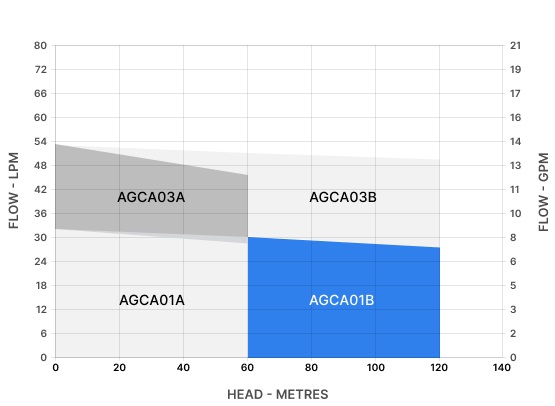 80 21
72 19
66 17
60 16
54 14
48 13
42 11
36 10
30 8
24 6
18 5
12 3
6 2
0 0
FLOW - LPM
FLOW - GPM
AGCA03A AGCA03B
AGCA01A AGCA01B
0 20 40 60 80 100 120 140
HEAD - METRES